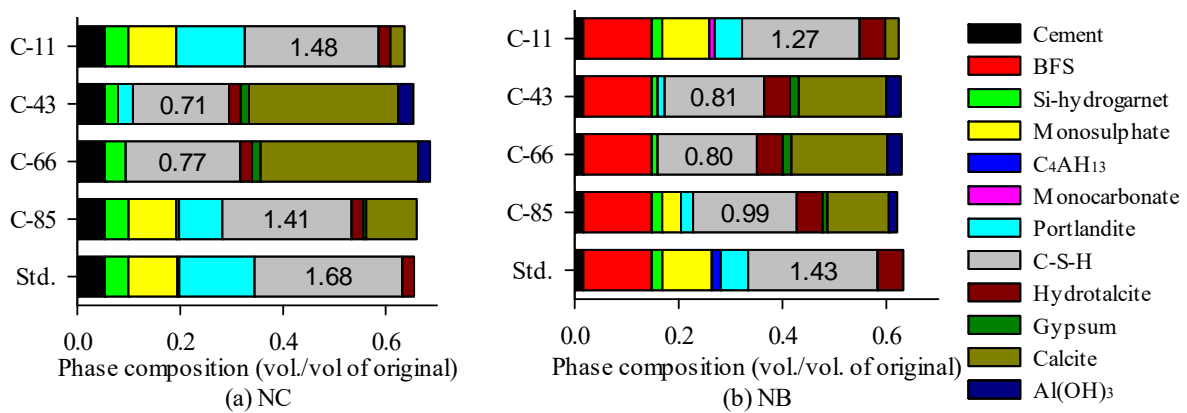 C-11
1.48
C-43
0.71
C-66
0.77
C-85
1.41
Std.
1.68
0.0 0.2 0.4 0.6
Phase composition (vol./vol of original)
(a) NC
C-11
1.27
C-43
0.81
C-66
0.80
C-85
0.99
Std.
1.43
0.0 0.2 0.4 0.6
Phase composition (vol./vol. of original)
(b) NB
Cement
BFS
Si-hydrogarnet
Monosulphate
C₄AH₁₃
Monocarbonate
Portlandite
C-S-H
Hydrotalcite
Gypsum
Calcite
Al(OH)₃